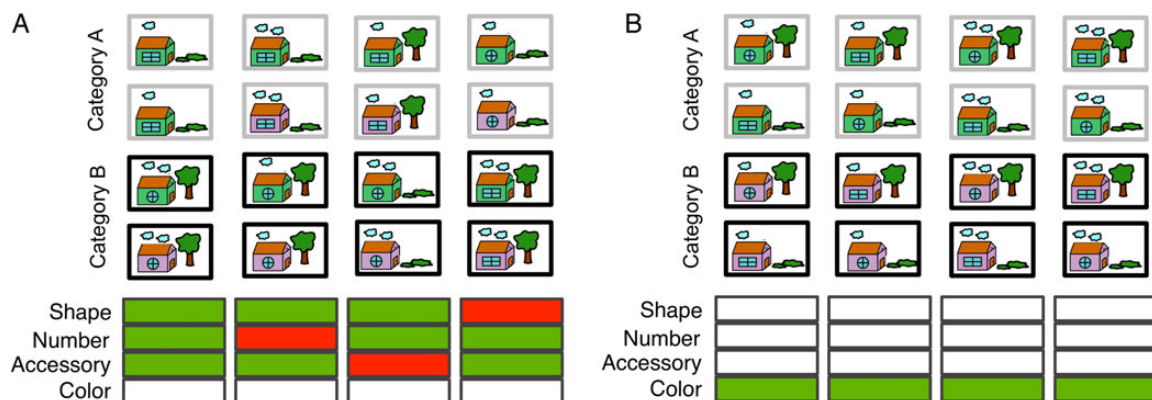 A
Category A
Category B
Shape
Number
Accessory
Color
B
Category A
Category B
Shape
Number
Accessory
Color